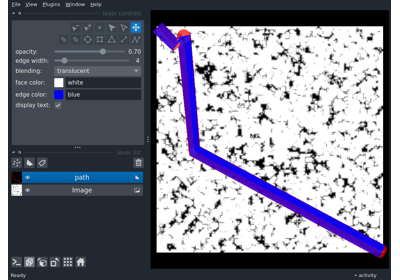 File View Plugins Window Help
layer controls
opacity: 0.70
edge width: 4
blending: translucent
face color: white
edge color: blue
display text:
layer list
path
Image
Ready
activity